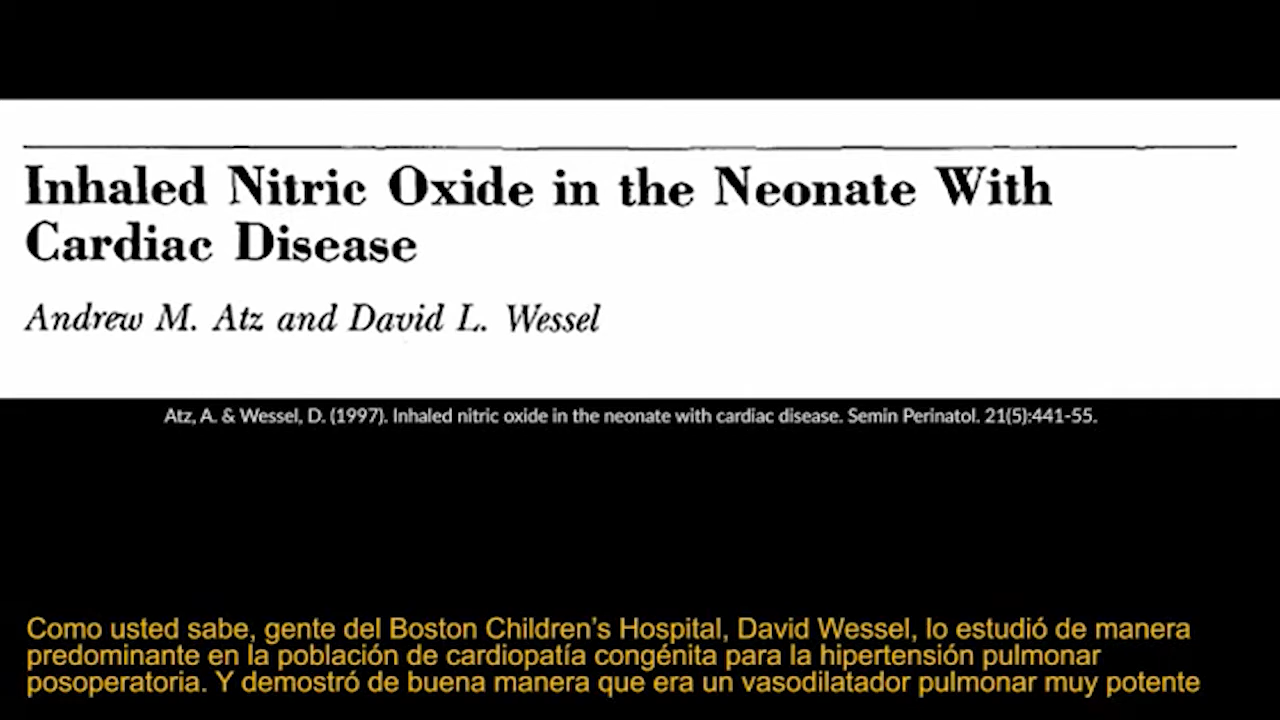 Inhaled Nitric Oxide in the Neonate With
Cardiac Disease
Andrew M. Atz and David L. Wessel
Atz, A. & Wessel, D. (1997). Inhaled nitric oxide in the neonate with cardiac disease. Semin Perinatol. 21(5):441-55.
Como usted sabe, gente del Boston Children’s Hospital, David Wessel, lo estudió de manera
predominante en la población de cardiopatía congénita para la hipertensión pulmonar
posoperatoria. Y demostró de buena manera que era un vasodilatador pulmonar muy potente